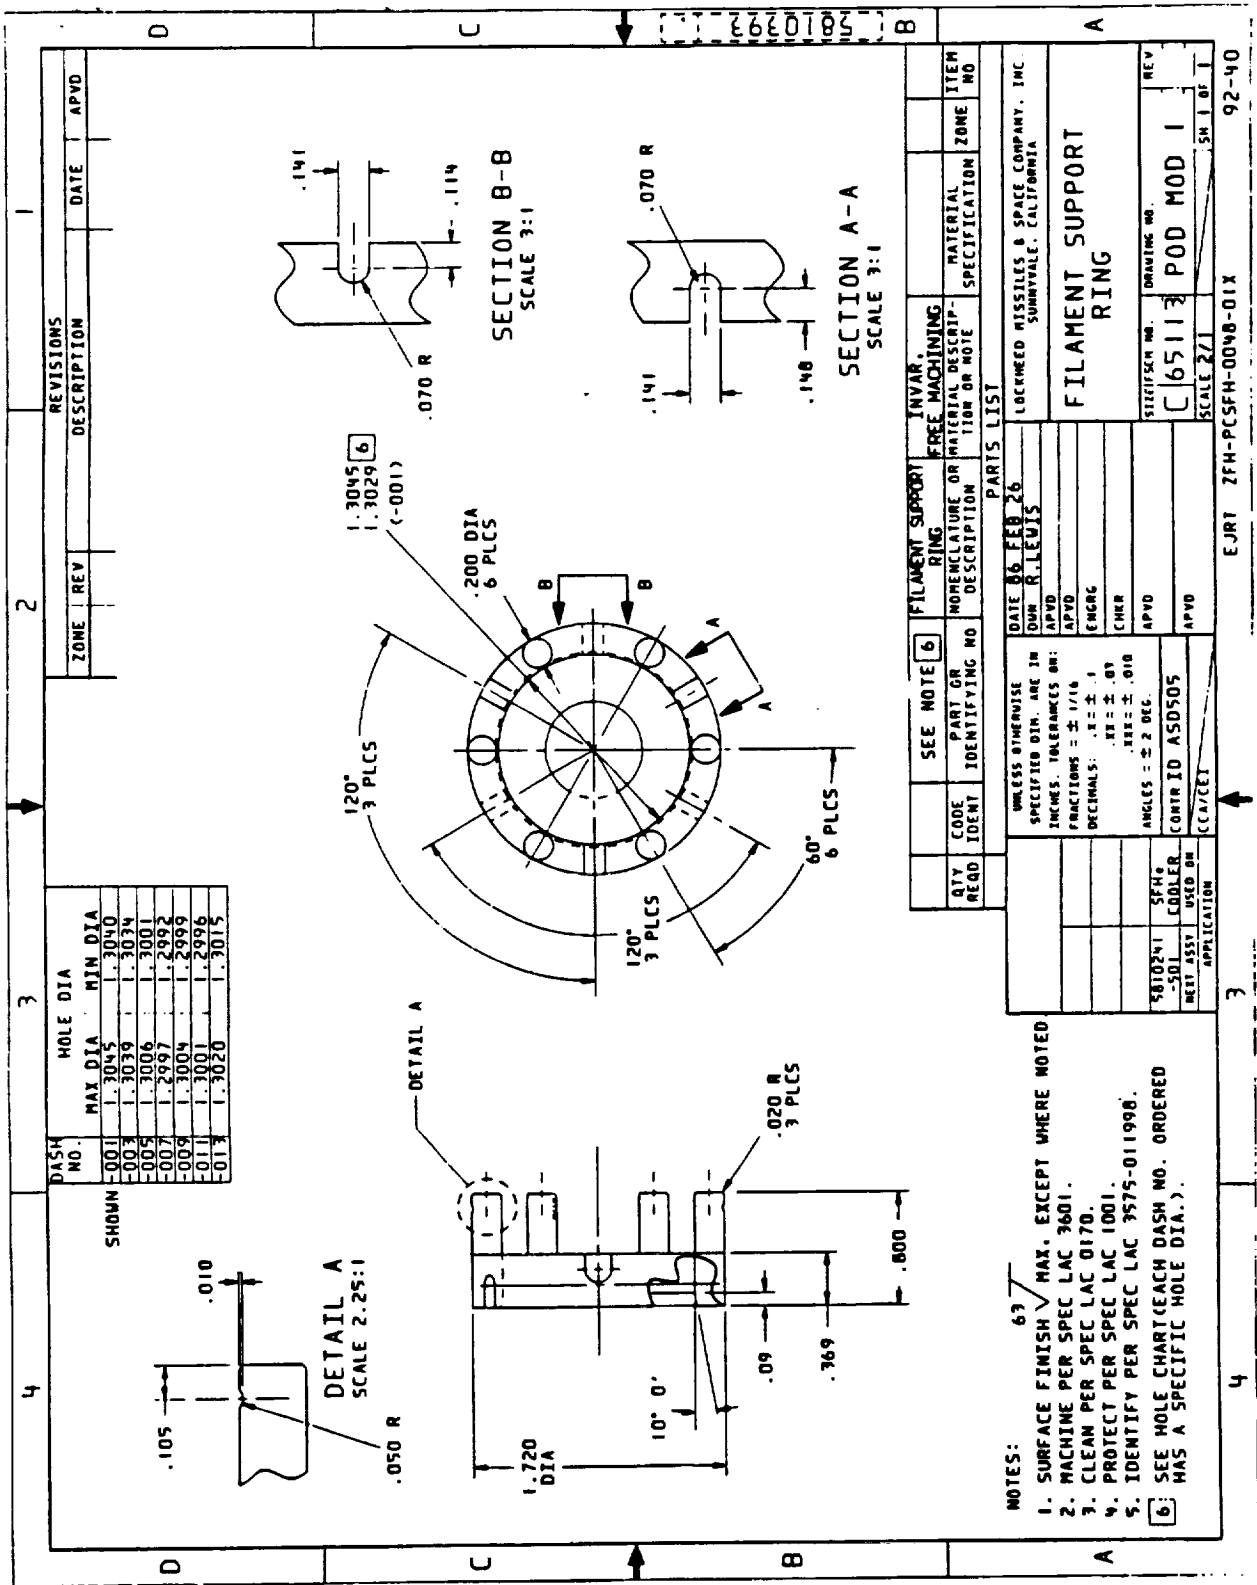 4
3
2
1
D
C
B
A
D
C
B
A
5810393
REVISIONS
ZONE REV DESCRIPTION DATE APVD
DASH NO. HOLE DIA
MAX DIA MIN DIA
SHOWN -001 1.3045 1.3040
-003 1.3039 1.3034
-005 1.3006 1.3001
-007 1.2997 1.2992
-009 1.3004 1.2999
-011 1.3001 1.2996
-013 1.3020 1.3015
.105
.010
.050 R
DETAIL A
SCALE 2.25:1
DETAIL A
1.720
DIA
10° 0'
.09
.369
.800
.020 R
3 PLCS
120°
3 PLCS
120°
3 PLCS
60°
6 PLCS
1.3045 6
1.3029
(-001)
.200 DIA
6 PLCS
B
B
A
A
.141
.114
.070 R
SECTION B-B
SCALE 3:1
.070 R
.141
.148
SECTION A-A
SCALE 3:1
NOTES:
1. SURFACE FINISH 63 MAX. EXCEPT WHERE NOTED
2. MACHINE PER SPEC LAC 3601.
3. CLEAN PER SPEC LAC 0170.
4. PROTECT PER SPEC LAC 1001.
5. IDENTIFY PER SPEC LAC 3575-011998.
6 SEE HOLE CHART(EACH DASH NO. ORDERED
HAS A SPECIFIC HOLE DIA.).
SEE NOTE 6
FILAMENT SUPPORT
RING
INVAR,
FREE MACHINING
QTY
REQD
CODE
IDENT
PART OR
IDENTIFYING NO
NOMENCLATURE OR
DESCRIPTION
MATERIAL DESCRIP-
TION OR NOTE
MATERIAL
SPECIFICATION
ZONE
ITEM
NO
PARTS LIST
UNLESS OTHERWISE
SPECIFIED DIM. ARE IN
INCHES. TOLERANCES ON:
FRACTIONS = ± 1/16
DECIMALS: .X = ± .1
.XX = ± .03
.XXX = ± .010
ANGLES = ± 2 DEG.
CONTR ID ASD505
CCA/CEI
5810241
-501
SFHe
COOLER
NEXT ASSY USED ON
APPLICATION
DATE 86 FEB 26
DWN R.LEWIS
APVD
APVD
ENGRG
CHKR
APVD
APVD
LOCKHEED MISSILES & SPACE COMPANY, INC
SUNNYVALE, CALIFORNIA
FILAMENT SUPPORT
RING
SIZE FSCM NO. DRAWING NO. REV
C 65113 POD MOD 1
SCALE 2/1 SH 1 OF 1
4
3
EJRT ZFH-PCSFH-0048-01X 92-40